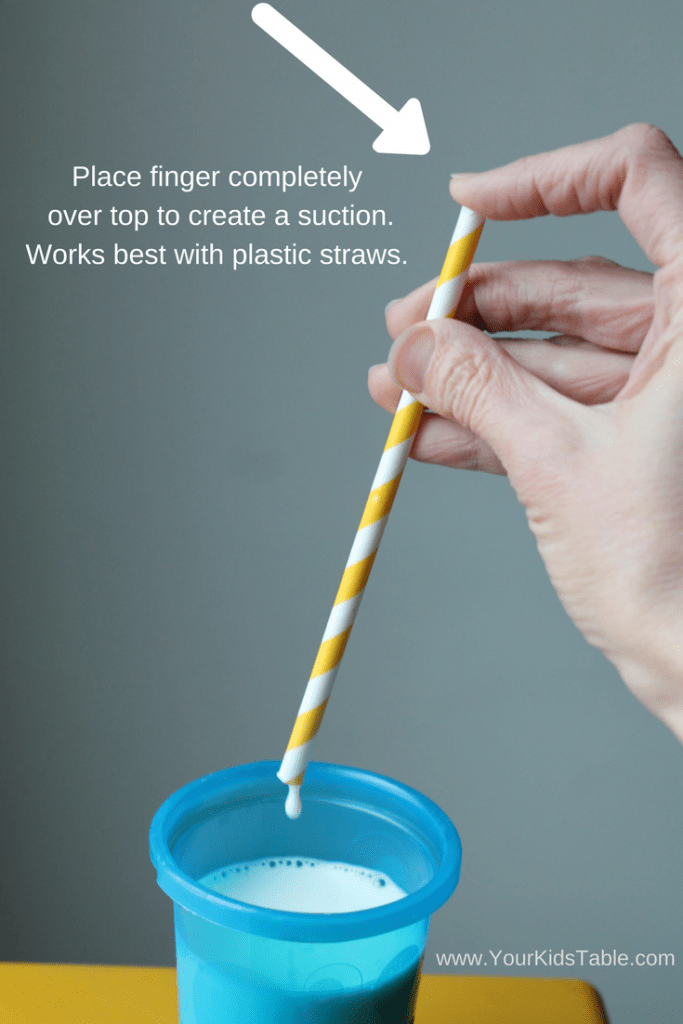 Place finger completely
over top to create a suction.
Works best with plastic straws.
www.YourKidsTable.com